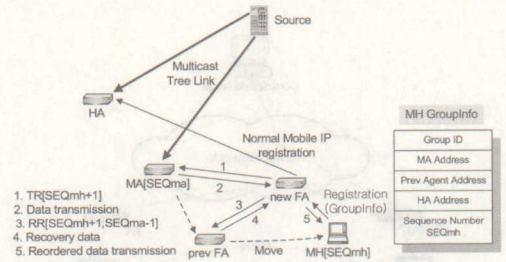 Source
Multicast
Tree Link
HA
Normal Mobile IP
registration
1
MA[SEQma]
2
new FA
Registration
(GroupInfo)
3
4
5
prev FA
Move
MH[SEQmh]
1. TR[SEQmh+1]
2. Data transmission
3. RR[SEQmh+1,SEQma-1]
4. Recovery data
5. Reordered data transmission
MH GroupInfo
Group ID
MA Address
Prev Agent Address
HA Address
Sequence Number
SEQmh